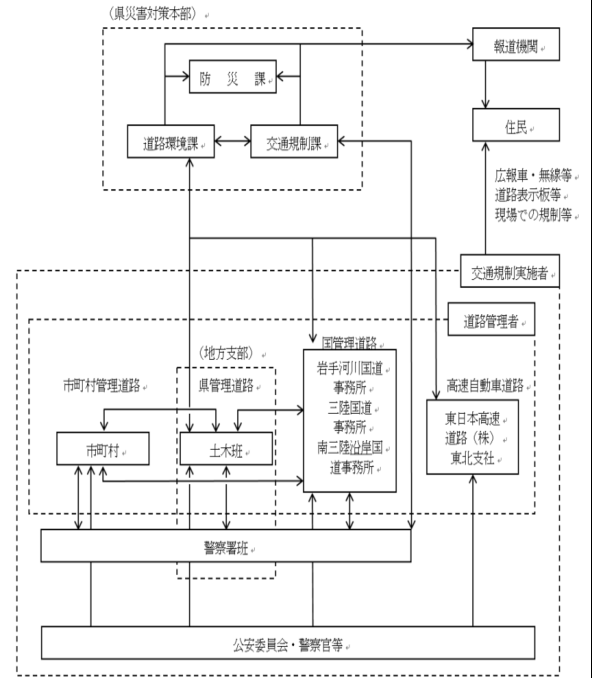 （県災害対策本部）
報道機関
防　災　課
住民
道路環境課
交通規制課
広報車・無線等
道路表示板等
現場での規制等
交通規制実施者
道路管理者
（地方支部）
国管理道路
市町村管理道路
県管理道路
岩手河川国道
事務所
三陸国道
事務所
南三陸沿岸国
道事務所
高速自動車道路
東日本高速
道路（株）
東北支社
市町村
土木班
警察署班
公安委員会・警察官等